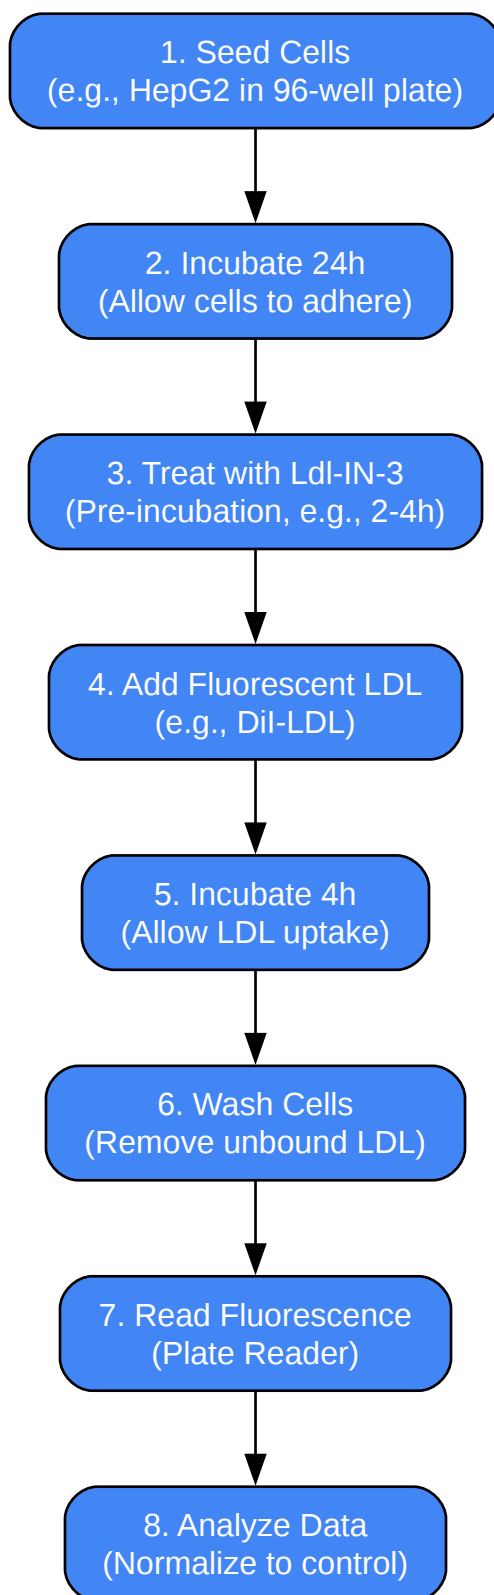 1. Seed Cells
(e.g., HepG2 in 96-well plate)
2. Incubate 24h
(Allow cells to adhere)
3. Treat with Ldl-IN-3
(Pre-incubation, e.g., 2-4h)
4. Add Fluorescent LDL
(e.g., DiI-LDL)
5. Incubate 4h
(Allow LDL uptake)
6. Wash Cells
(Remove unbound LDL)
7. Read Fluorescence
(Plate Reader)
8. Analyze Data
(Normalize to control)